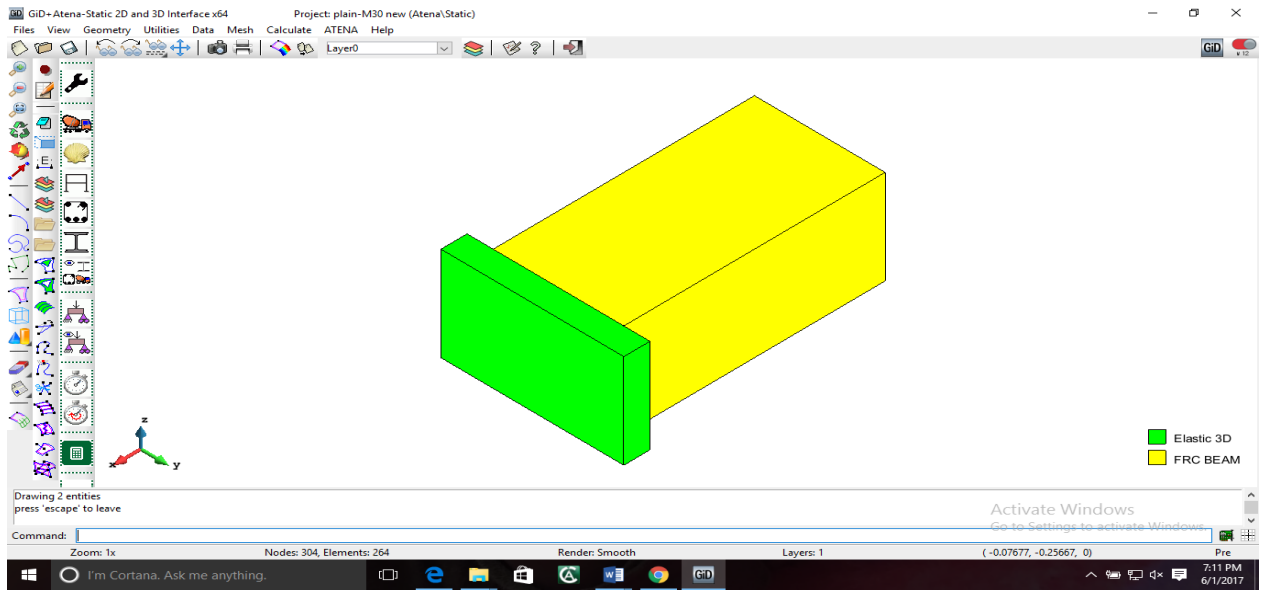 GiD+Atena-Static 2D and 3D Interface x64 Project: plain-M30 new (Atena\Static)
Files View Geometry Utilities Data Mesh Calculate ATENA Help
Layer0
GiD
v 12
E
z
x y
Elastic 3D
FRC BEAM
Drawing 2 entities
press 'escape' to leave
Activate Windows
Go to Settings to activate Windows.
Command:
Zoom: 1x Nodes: 304, Elements: 264 Render: Smooth Layers: 1 ( -0.07677, -0.25667, 0) Pre
I'm Cortana. Ask me anything.
GiD
7:11 PM
6/1/2017